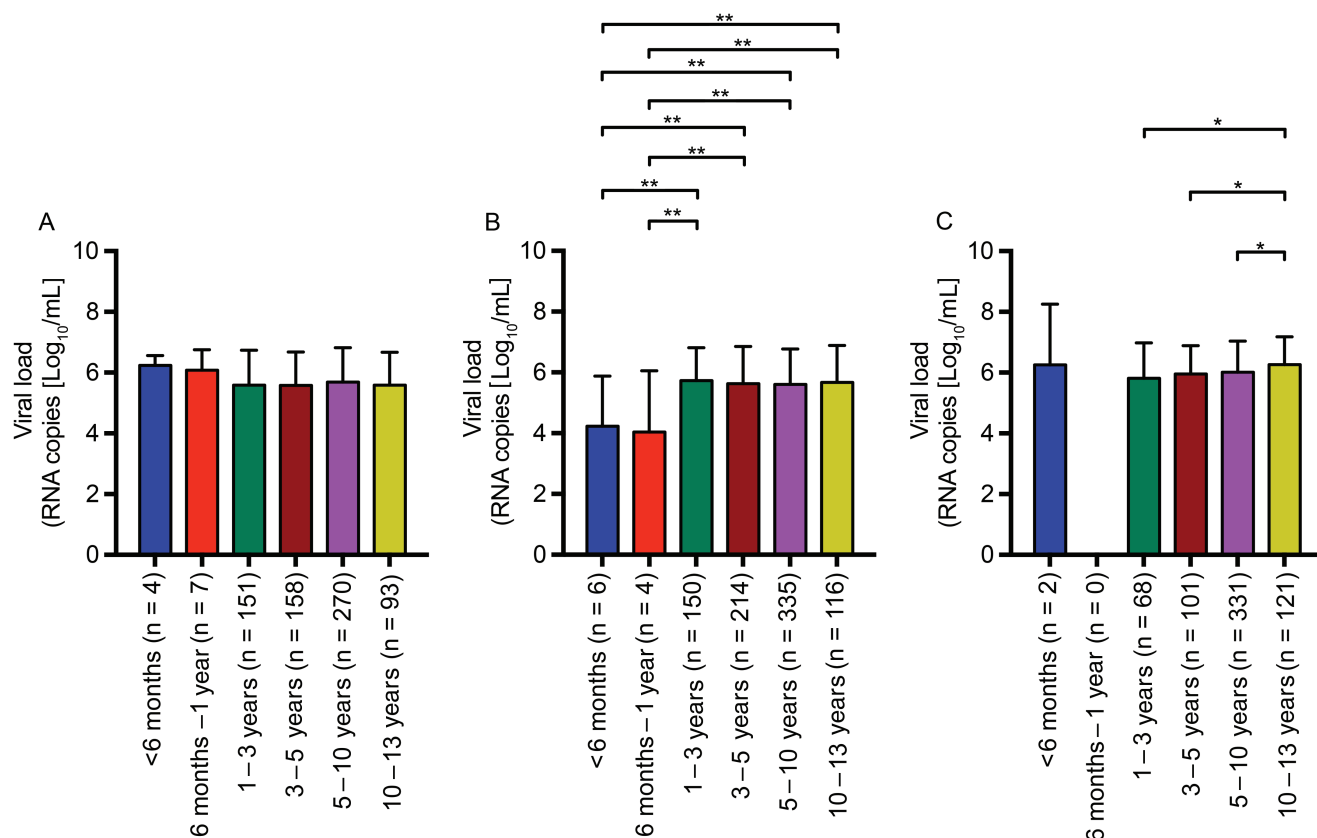 **
**
**
**
**
**
**
**
*
*
*
A
Viral load
(RNA copies [Log10/mL]
10
8
6
4
2
0
<6 months (n = 4)
6 months – 1 year (n = 7)
1 – 3 years (n = 151)
3 – 5 years (n = 158)
5 – 10 years (n = 270)
10 – 13 years (n = 93)
B
Viral load
(RNA copies [Log10/mL]
10
8
6
4
2
0
<6 months (n = 6)
6 months – 1 year (n = 4)
1 – 3 years (n = 150)
3 – 5 years (n = 214)
5 – 10 years (n = 335)
10 – 13 years (n = 116)
C
Viral load
(RNA copies [Log10/mL]
10
8
6
4
2
0
<6 months (n = 2)
6 months – 1 year (n = 0)
1 – 3 years (n = 68)
3 – 5 years (n = 101)
5 – 10 years (n = 331)
10 – 13 years (n = 121)